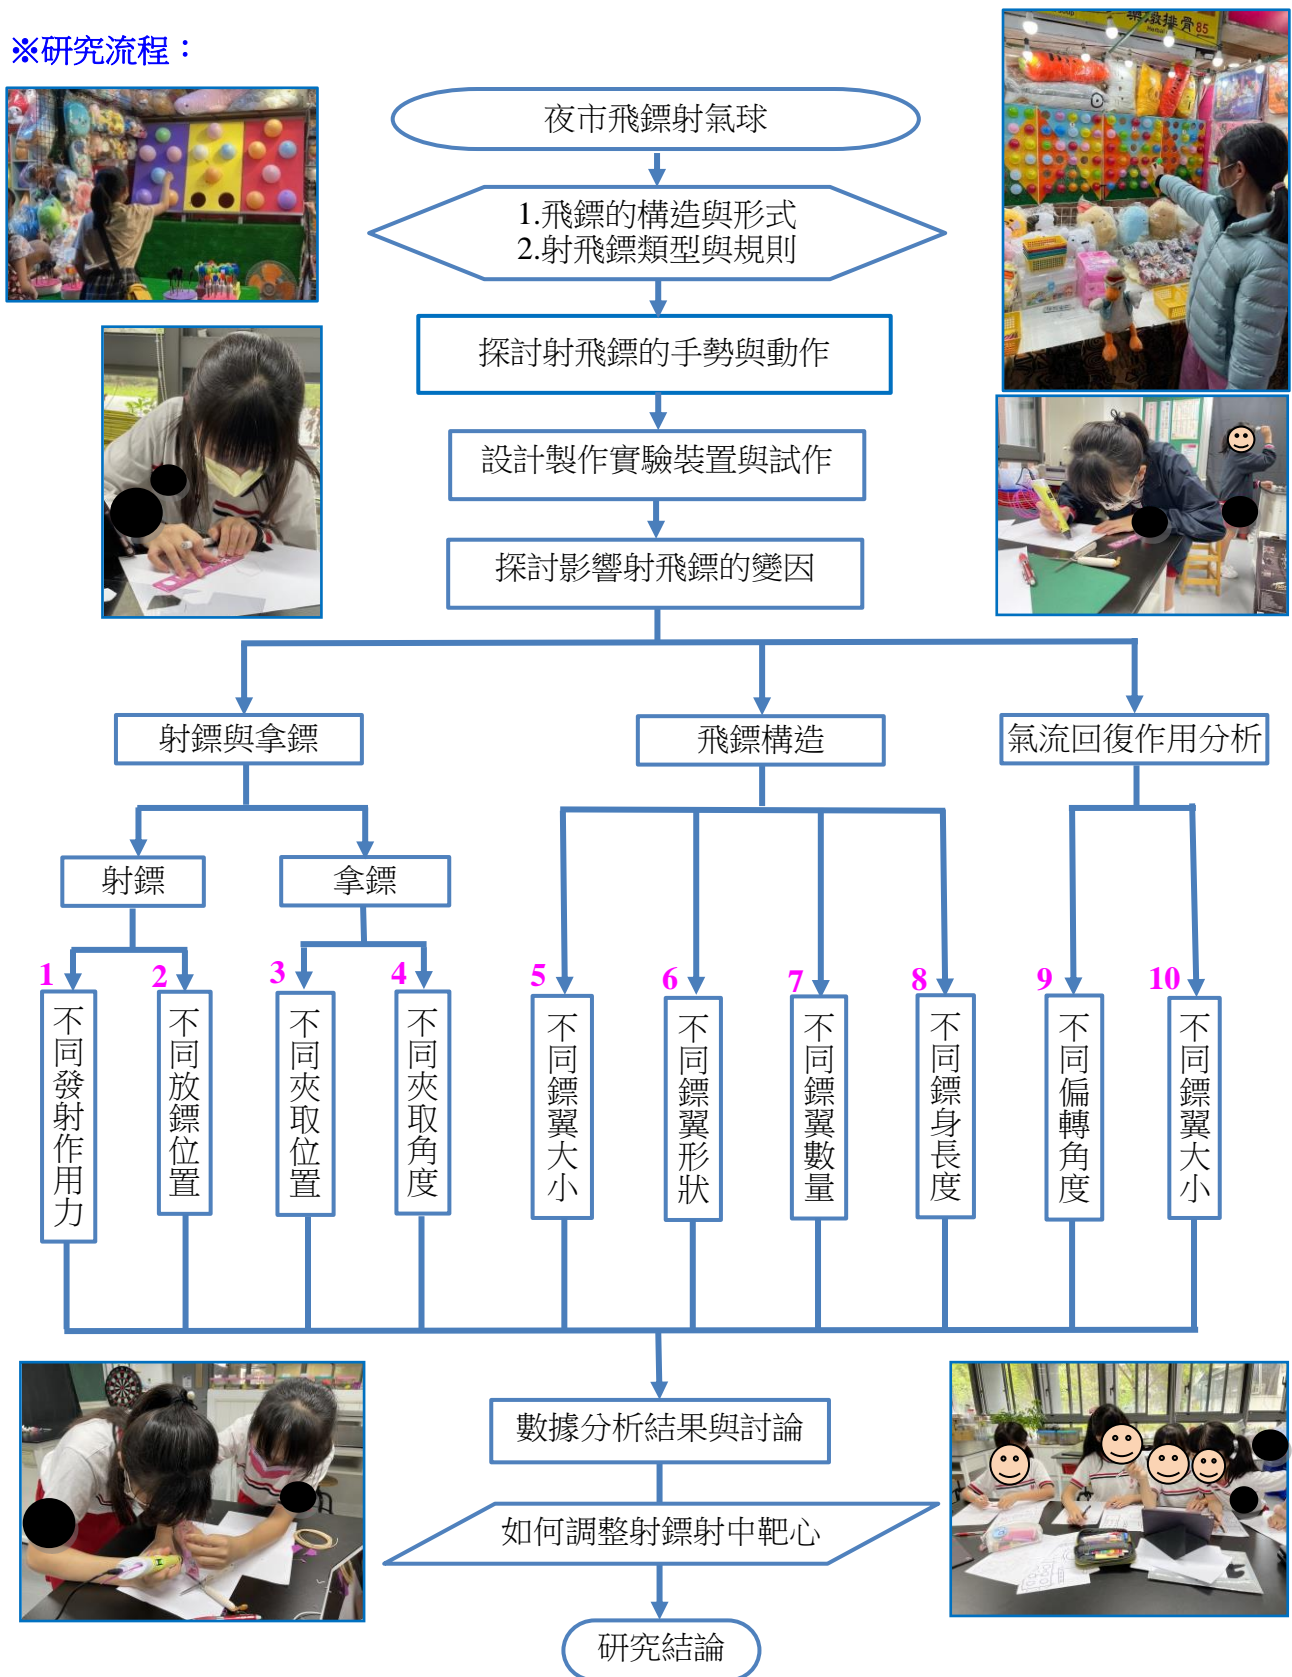 ※研究流程：
藥燉排骨85
夜市飛鏢射氣球
1.飛鏢的構造與形式
2.射飛鏢類型與規則
探討射飛鏢的手勢與動作
設計製作實驗裝置與試作
探討影響射飛鏢的變因
射鏢與拿鏢
飛鏢構造
氣流回復作用分析
射鏢
拿鏢
1
2
3
4
5
6
7
8
9
10
不同發射作用力
不同放鏢位置
不同夾取位置
不同夾取角度
不同鏢翼大小
不同鏢翼形狀
不同鏢翼數量
不同鏢身長度
不同偏轉角度
不同鏢翼大小
數據分析結果與討論
如何調整射鏢射中靶心
研究結論